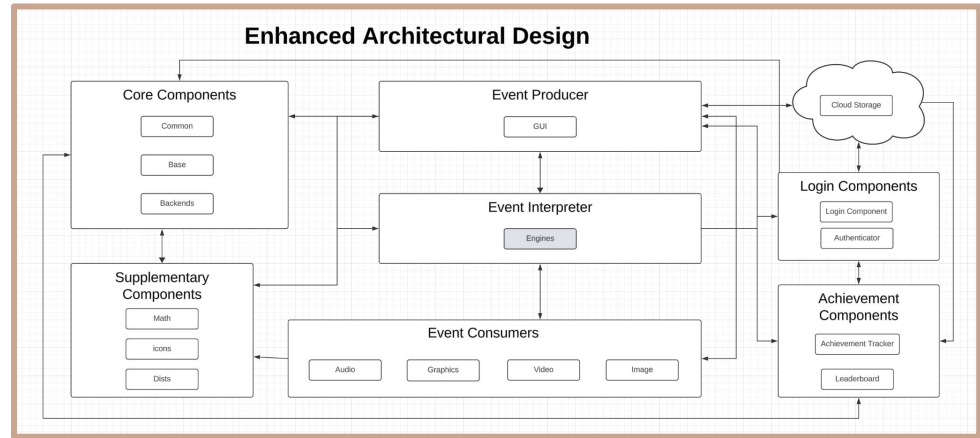 Enhanced Architectural Design
Core Components
Common
Base
Backends
Event Producer
GUI
Cloud Storage
Event Interpreter
Engines
Login Components
Login Component
Authenticator
Supplementary
Components
Math
icons
Dists
Event Consumers
Audio
Graphics
Video
Image
Achievement
Components
Achievement Tracker
Leaderboard